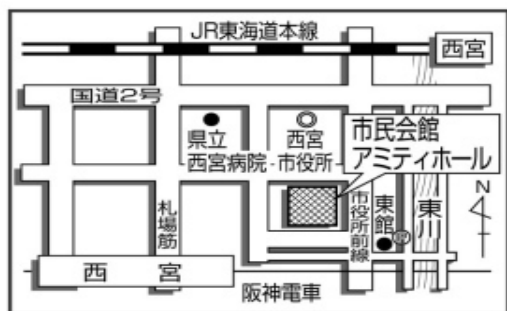 JR東海道本線
西宮
国道2号
県立
西宮病院
西宮
市役所
市民会館
アミティホール
札場筋
市役所前線
東館
東川
N
西宮
阪神電車